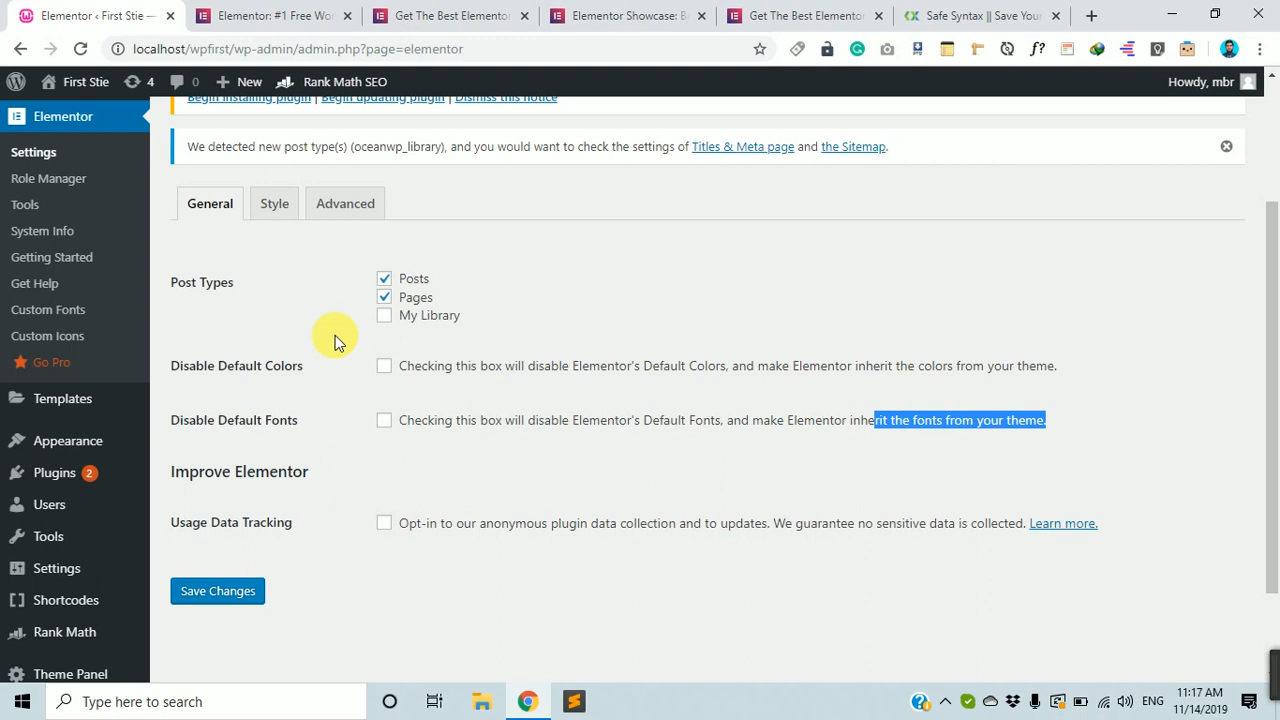 Elementor ‹ First Stie —
Elementor: #1 Free Wor
Get The Best Elementor
Elementor Showcase: Be
Get The Best Elementor
Safe Syntax || Save Your
localhost/wpfirst/wp-admin/admin.php?page=elementor
First Stie
4
0
New
Rank Math SEO
Howdy, mbr
Begin installing plugin | Begin updating plugin | Dismiss this notice
We detected new post type(s) (oceanwp_library), and you would want to check the settings of Titles & Meta page and the Sitemap.
Elementor
Settings
Role Manager
Tools
System Info
Getting Started
Get Help
Custom Fonts
Custom Icons
Go Pro
Templates
Appearance
Plugins 2
Users
Tools
Settings
Shortcodes
Rank Math
Theme Panel
General
Style
Advanced
Post Types
Posts
Pages
My Library
Disable Default Colors
Checking this box will disable Elementor's Default Colors, and make Elementor inherit the colors from your theme.
Disable Default Fonts
Checking this box will disable Elementor's Default Fonts, and make Elementor inherit the fonts from your theme.
Improve Elementor
Usage Data Tracking
Opt-in to our anonymous plugin data collection and to updates. We guarantee no sensitive data is collected. Learn more.
Save Changes
Type here to search
ENG
11:17 AM
11/14/2019